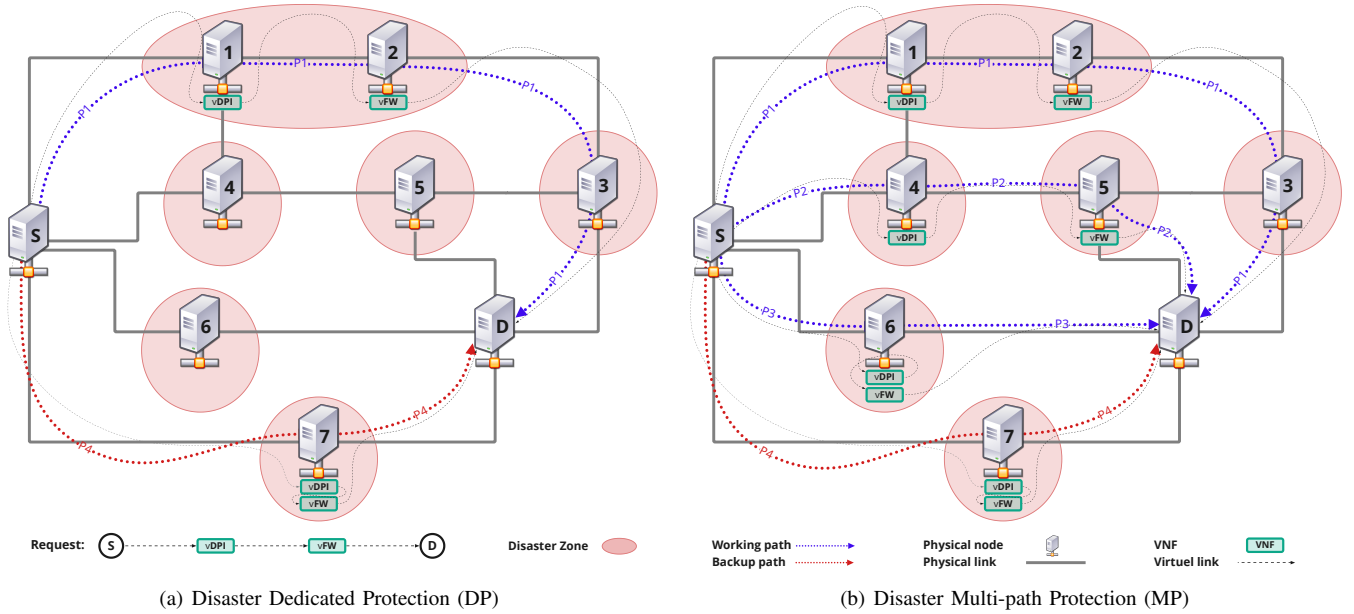 1
2
P1
P1
vDPI
vFW
P1
4
5
3
S
P1
6
D
7
P4
P4
vDPI
vFW
Request: S vDPI vFW D Disaster Zone
(a) Disaster Dedicated Protection (DP)
1
2
P1
P1
vDPI
vFW
P1
4
5
3
P2
P2
S
vDPI
vFW
P2
P1
P3
6
P3
D
vDPI
vFW
7
P4
P4
vDPI
vFW
Working path Physical node VNF VNF
Backup path Physical link Virtuel link
(b) Disaster Multi-path Protection (MP)